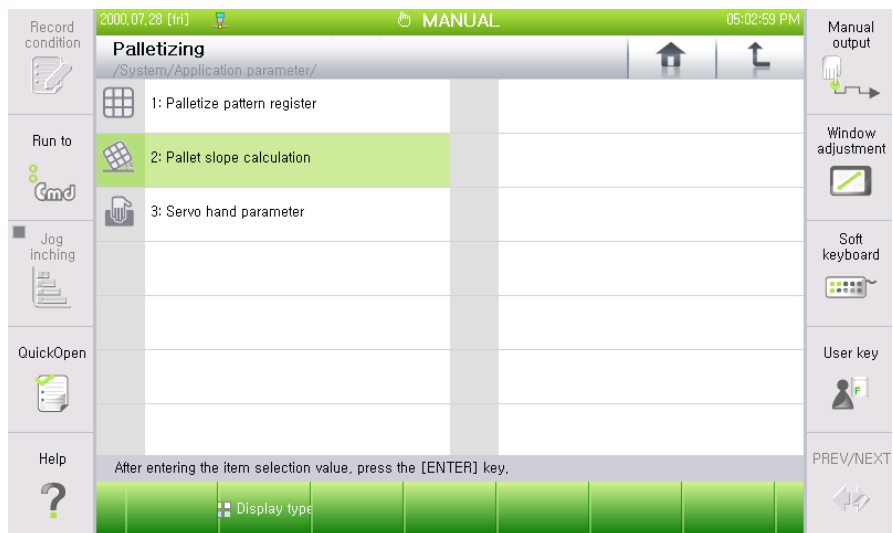 Record
condition
Run to
Cmd
Jog
inching
QuickOpen
Help
?
2000,07,28 [fri]
MANUAL
05:02:59 PM
Palletizing
/System/Application parameter/
1: Palletize pattern register
2: Pallet slope calculation
3: Servo hand parameter
After entering the item selection value, press the [ENTER] key,
Display type
Manual
output
Window
adjustment
Soft
keyboard
User key
F
PREV/NEXT